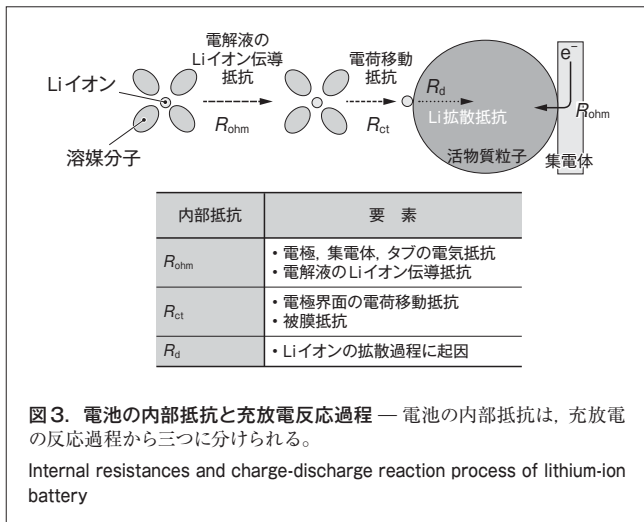 電解液の
Liイオン伝導
抵抗
電荷移動
抵抗
Liイオン
溶媒分子
Rohm
Rct
Rd
Li拡散抵抗
活物質粒子
e−
Rohm
集電体
内部抵抗 要 素
Rohm ・電極，集電体，タブの電気抵抗
・電解液のLiイオン伝導抵抗
Rct ・電極界面の電荷移動抵抗
・被膜抵抗
Rd ・Liイオンの拡散過程に起因
図3. 電池の内部抵抗と充放電反応過程 — 電池の内部抵抗は，充放電
の反応過程から三つに分けられる。
Internal resistances and charge-discharge reaction process of lithium-ion
battery